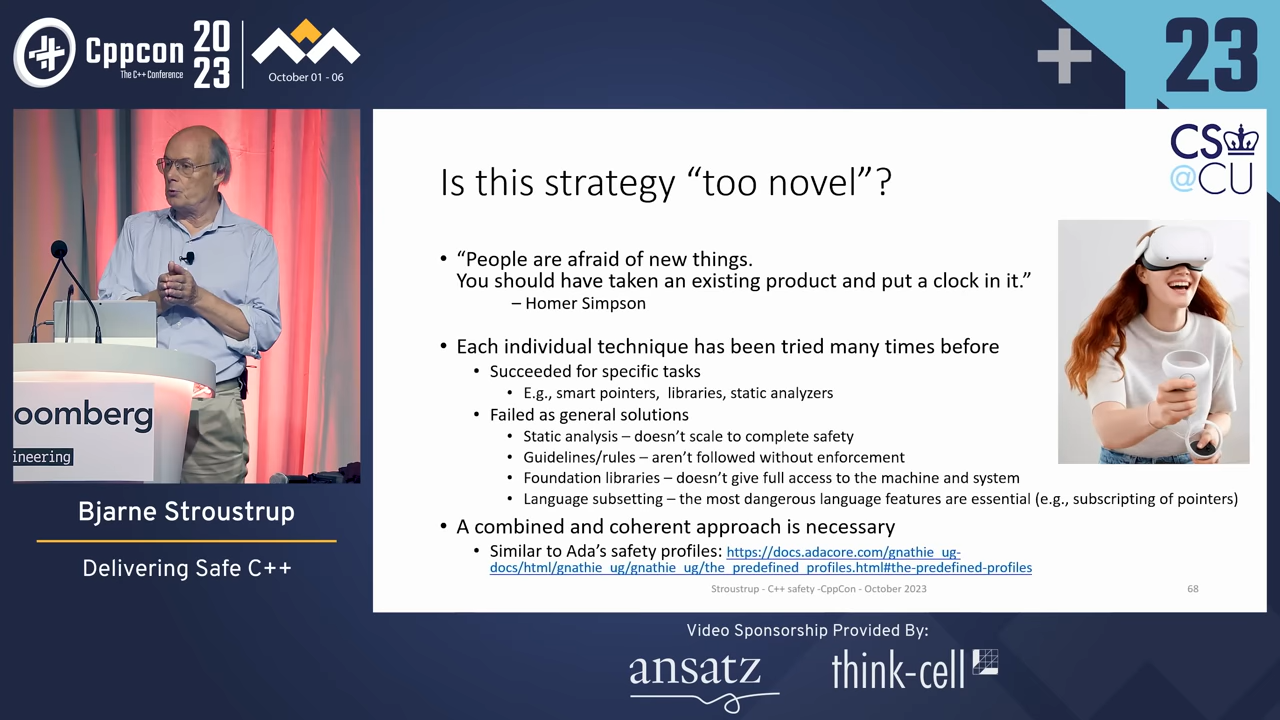 Cppcon
The C++ Conference
20
23
October 01 - 06
+
23
CS
@CU
Is this strategy “too novel”?
• “People are afraid of new things.
You should have taken an existing product and put a clock in it.”
– Homer Simpson
• Each individual technique has been tried many times before
• Succeeded for specific tasks
• E.g., smart pointers, libraries, static analyzers
• Failed as general solutions
• Static analysis – doesn’t scale to complete safety
• Guidelines/rules – aren’t followed without enforcement
• Foundation libraries – doesn’t give full access to the machine and system
• Language subsetting – the most dangerous language features are essential (e.g., subscripting of pointers)
• A combined and coherent approach is necessary
• Similar to Ada’s safety profiles: https://docs.adacore.com/gnathie_ug-
docs/html/gnathie_ug/gnathie_ug/the_predefined_profiles.html#the-predefined-profiles
Stroustrup - C++ safety -CppCon - October 2023
68
oomberg
ineering
Bjarne Stroustrup
Delivering Safe C++
Video Sponsorship Provided By:
ansatz
think-cell